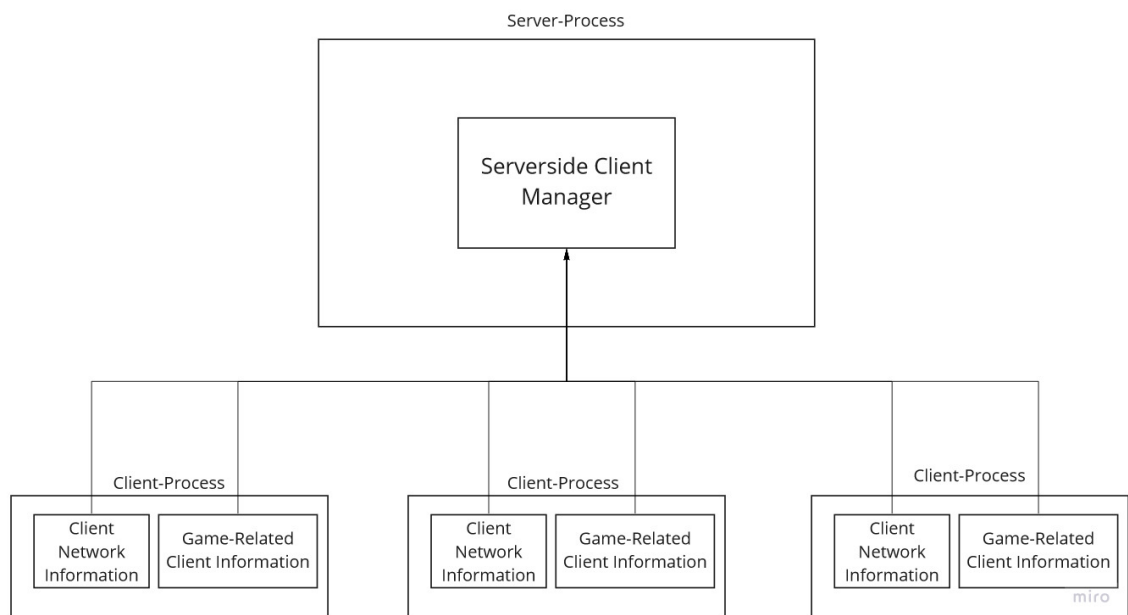 Server-Process
Serverside Client
Manager
Client-Process
Client-Process
Client-Process
Client
Network
Information
Game-Related
Client Information
Client
Network
Information
Game-Related
Client Information
Client
Network
Information
Game-Related
Client Information
miro